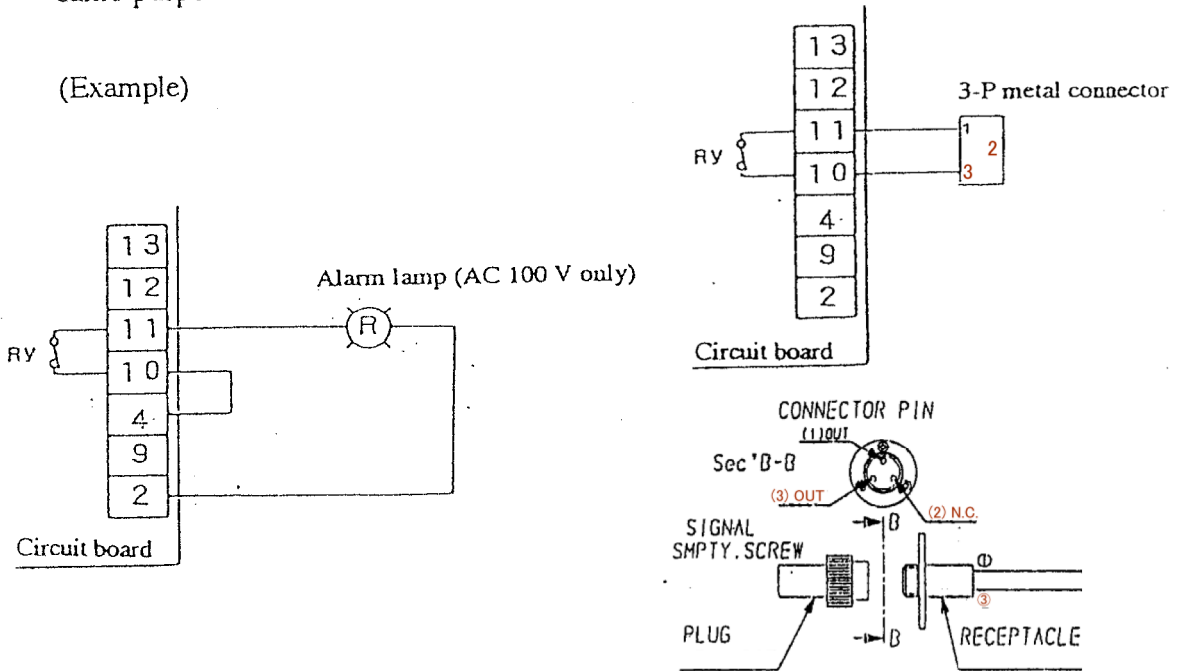 (Example)
13
12
11
10
4
9
2
RY
Alarm lamp (AC 100 V only)
R
Circuit board
13
12
11
10
4
9
2
RY
3-P metal connector
1
2
3
Circuit board
CONNECTOR PIN
(1)OUT
Sec'B-B
(3) OUT
(2) N.C.
B
SIGNAL
SMPTY.SCREW
①
③
PLUG
B
RECEPTACLE